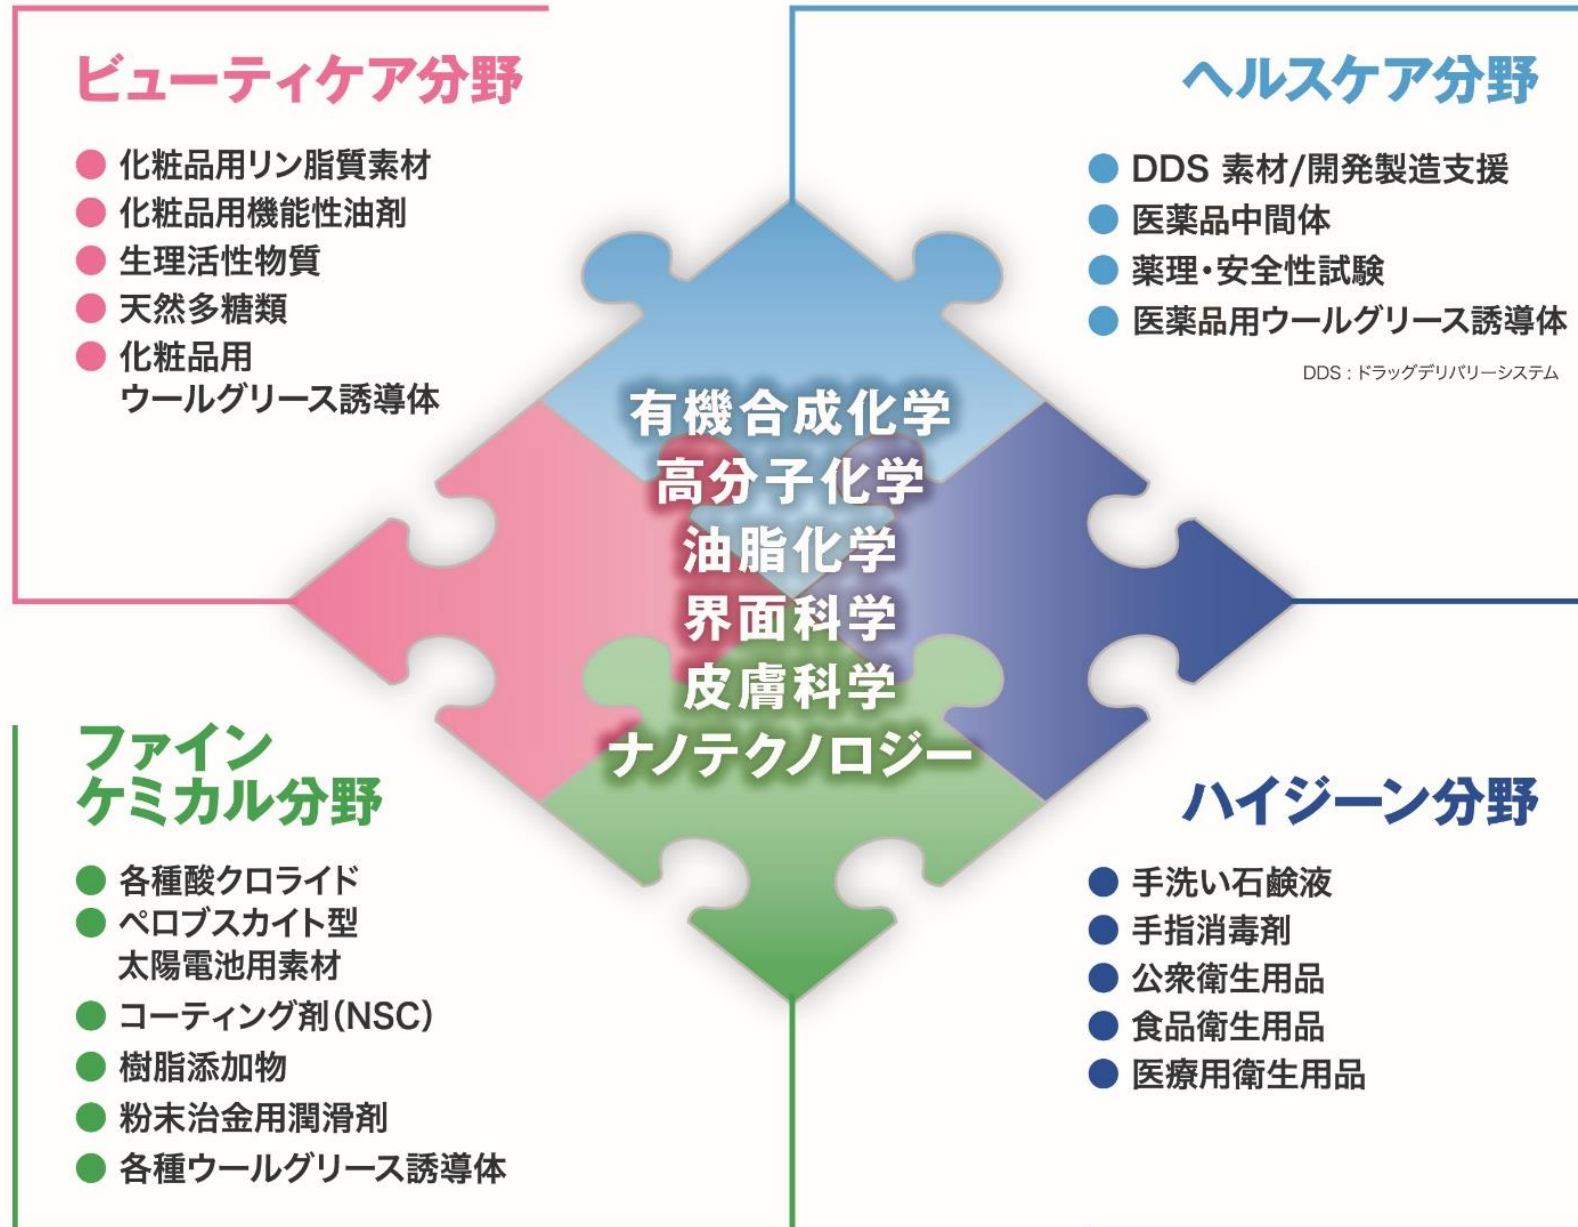 ビューティケア分野
● 化粧品用リン脂質素材
● 化粧品用機能性油剤
● 生理活性物質
● 天然多糖類
● 化粧品用
ウールグリース誘導体
ヘルスケア分野
● DDS 素材/開発製造支援
● 医薬品中間体
● 薬理・安全性試験
● 医薬品用ウールグリース誘導体
DDS：ドラッグデリバリーシステム
有機合成化学
高分子化学
油脂化学
界面科学
皮膚科学
ナノテクノロジー
ファイン
ケミカル分野
● 各種酸クロライド
● ペロブスカイト型
太陽電池用素材
● コーティング剤(NSC)
● 樹脂添加物
● 粉末冶金用潤滑剤
● 各種ウールグリース誘導体
ハイジーン分野
● 手洗い石鹸液
● 手指消毒剤
● 公衆衛生用品
● 食品衛生用品
● 医療用衛生用品